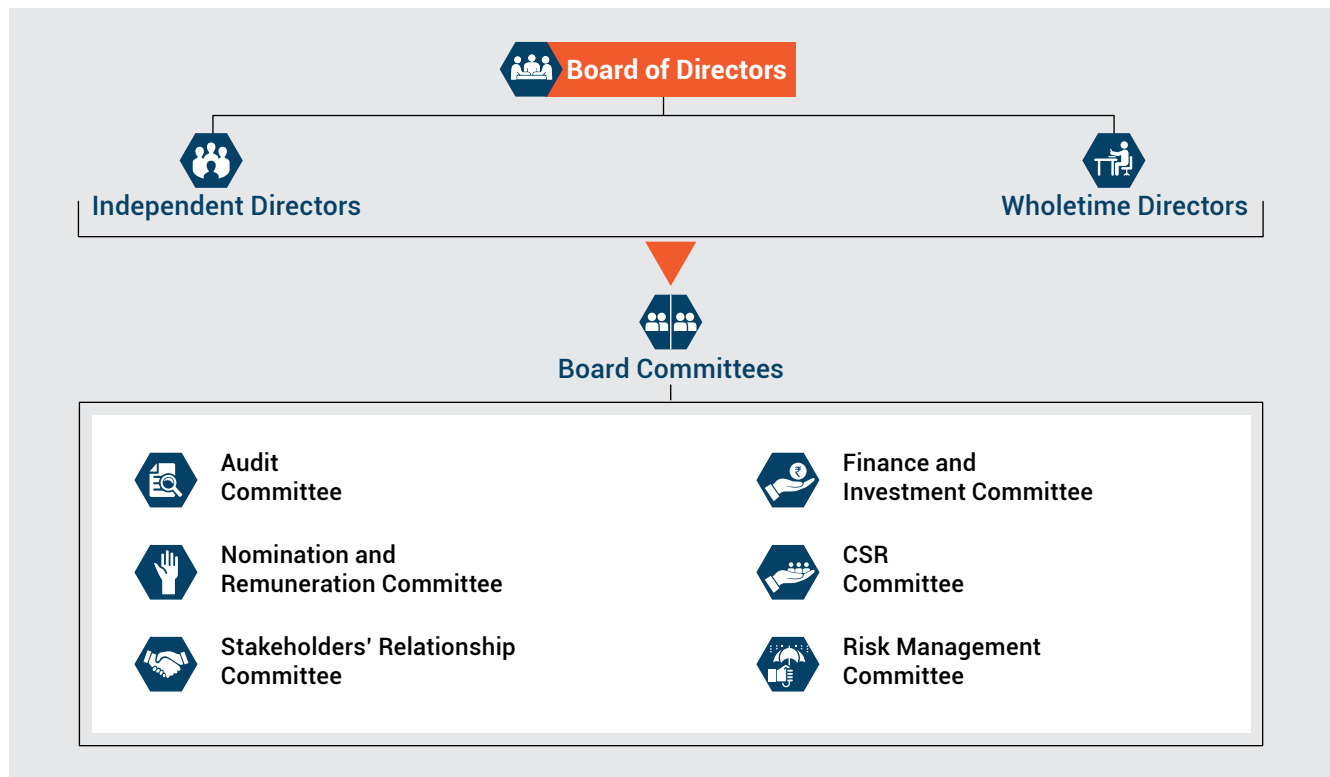 Board of Directors
Independent Directors
Wholetime Directors
Board Committees
Audit
Committee
Finance and
Investment Committee
Nomination and
Remuneration Committee
CSR
Committee
Stakeholders' Relationship
Committee
Risk Management
Committee
₹